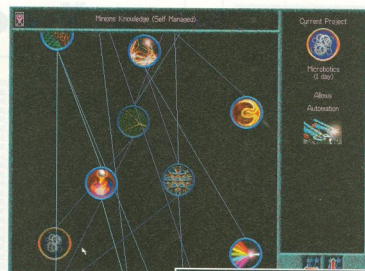 Minions Knowledge (Self Managed)
Current Project
Microbotics
(1 day)
Allows
Automation